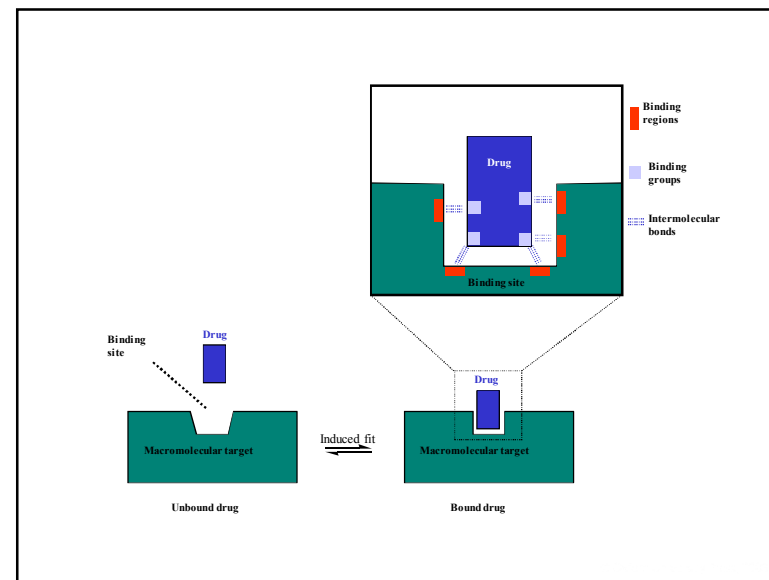 Binding
regions
Drug
Binding
groups
Intermolecular
bonds
Binding site
Binding
site
Drug
Drug
Macromolecular target
Induced fit
Macromolecular target
Unbound drug
Bound drug